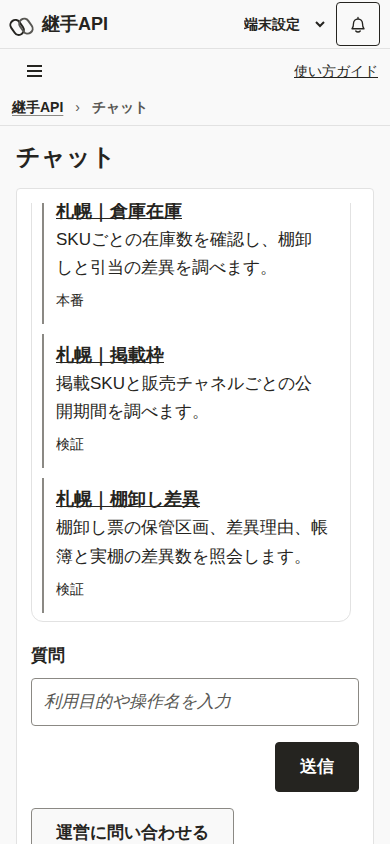 継手API
端末設定
使い方ガイド
継手API › チャット
チャット
札幌｜倉庫在庫
SKUごとの在庫数を確認し、棚卸
しと引当の差異を調べます。
本番
札幌｜掲載枠
掲載SKUと販売チャネルごとの公
開期間を調べます。
検証
札幌｜棚卸し差異
棚卸し票の保管区画、差異理由、帳
簿と実棚の差異数を照会します。
検証
質問
利用目的や操作名を入力
送信
運営に問い合わせる